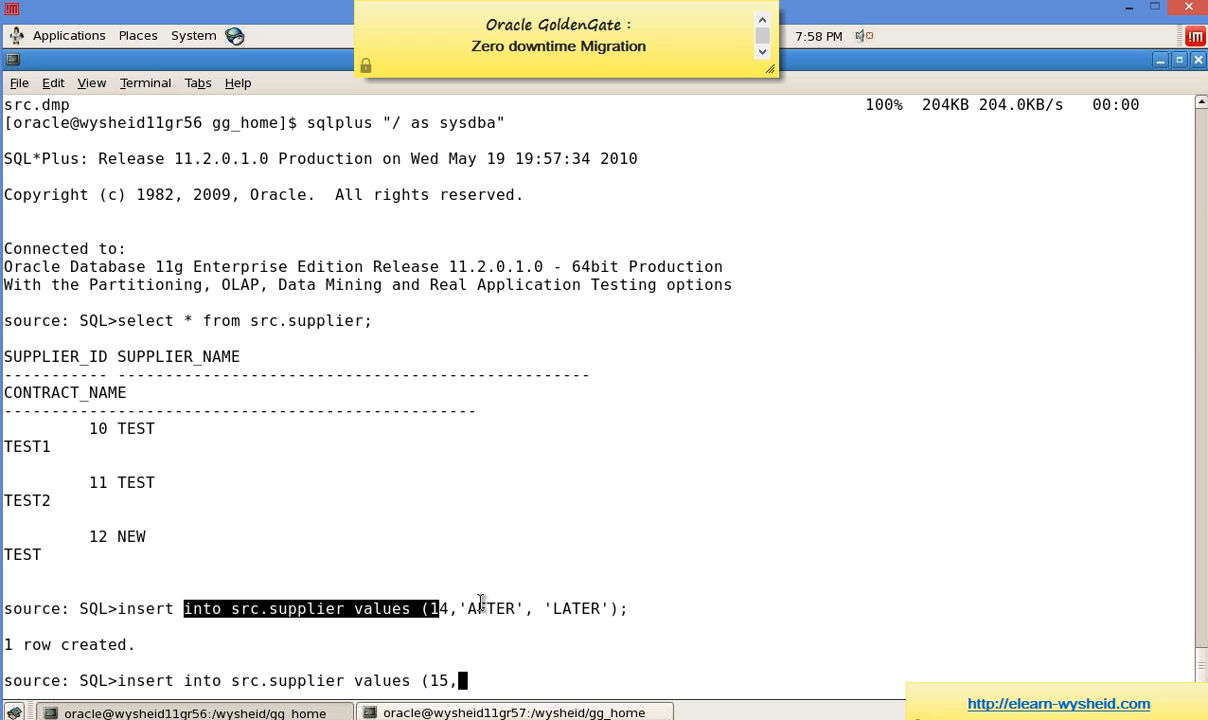 Oracle GoldenGate :
Zero downtime Migration
Applications Places System 7:58 PM
File Edit View Terminal Tabs Help
src.dmp 100% 204KB 204.0KB/s 00:00
[oracle@wysheid11gr56 gg_home]$ sqlplus "/ as sysdba"
SQL*Plus: Release 11.2.0.1.0 Production on Wed May 19 19:57:34 2010
Copyright (c) 1982, 2009, Oracle.  All rights reserved.
Connected to:
Oracle Database 11g Enterprise Edition Release 11.2.0.1.0 - 64bit Production
With the Partitioning, OLAP, Data Mining and Real Application Testing options
source: SQL>select * from src.supplier;
SUPPLIER_ID SUPPLIER_NAME
----------- --------------------------------------------------
CONTRACT_NAME
--------------------------------------------------
10 TEST
TEST1
11 TEST
TEST2
12 NEW
TEST
source: SQL>insert into src.supplier values (14,'AFTER', 'LATER');
1 row created.
source: SQL>insert into src.supplier values (15,
oracle@wysheid11gr56:/wysheid/gg_home oracle@wysheid11gr57:/wysheid/gg_home
http://elearn-wysheid.com